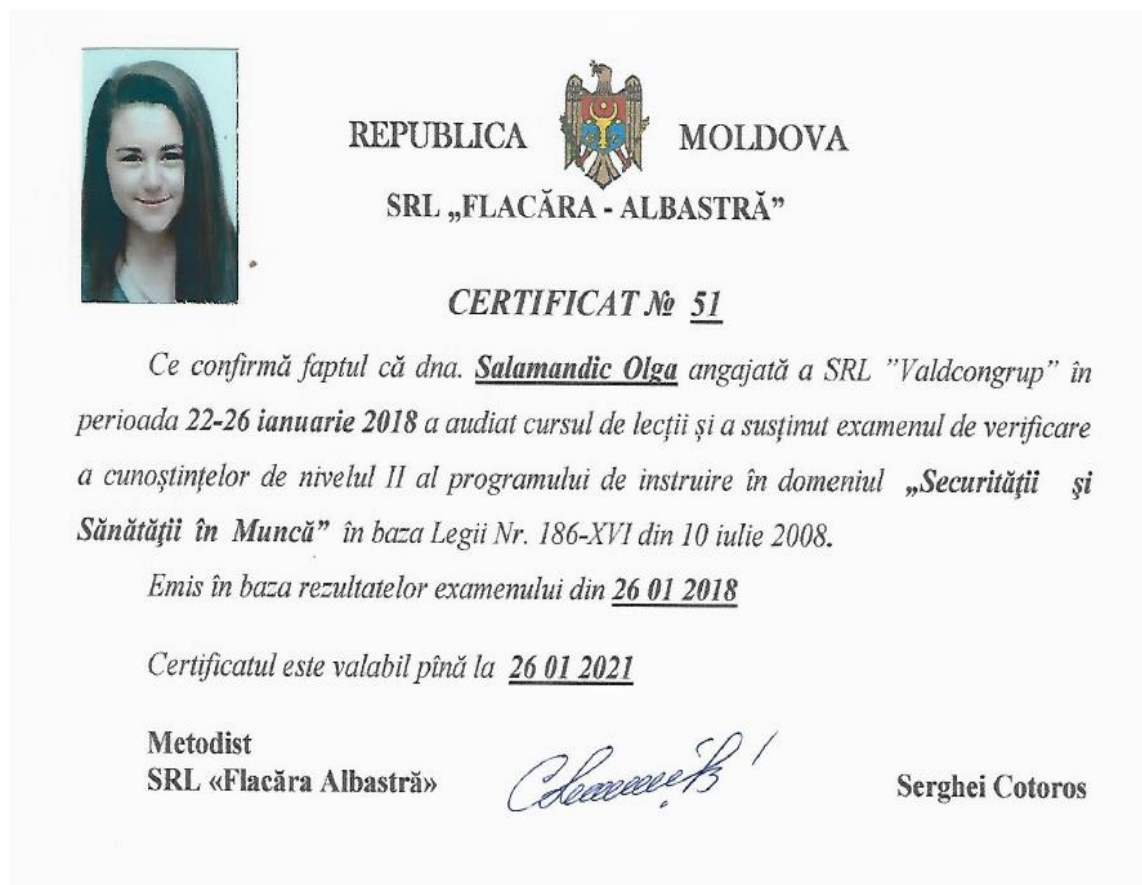 REPUBLICA MOLDOVA
SRL „FLACĂRA - ALBASTRĂ”
CERTIFICAT № 51
Ce confirmă faptul că dna. Salamandic Olga angajată a SRL ”Valdcongrup” în
perioada 22-26 ianuarie 2018 a audiat cursul de lecții și a susținut examenul de verificare
a cunoștințelor de nivelul II al programului de instruire în domeniul „Securităţii şi
Sănătăţii în Muncă” în baza Legii Nr. 186-XVI din 10 iulie 2008.
Emis în baza rezultatelor examenului din 26 01 2018
Certificatul este valabil pînă la 26 01 2021
Metodist
SRL «Flacăra Albastră»
Serghei Cotoros